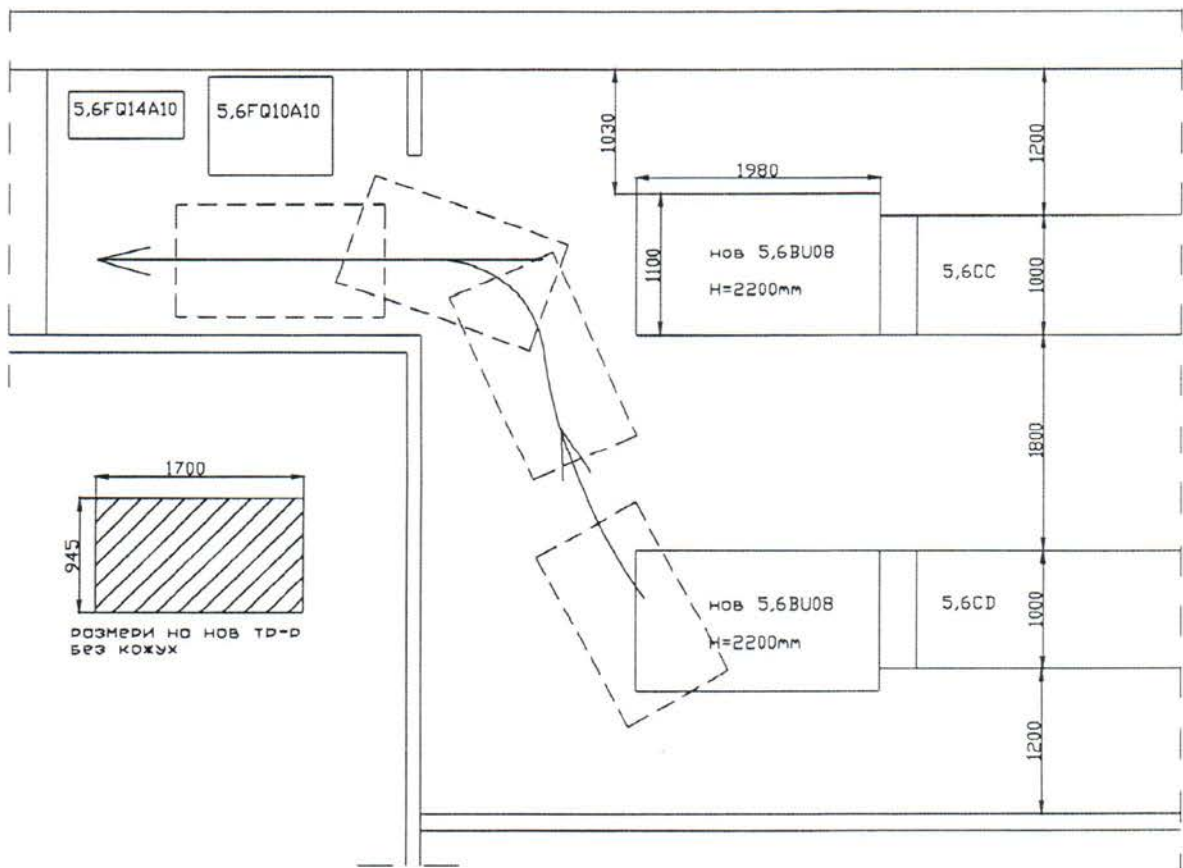 5,6FQ14A10
5,6FQ10A10
1030
1200
1980
1100
нов 5,6BU08
H=2200mm
5,6CC
1000
1800
1700
945
размери на нов тр-р
без кожух
нов 5,6BU08
H=2200mm
5,6CD
1000
1200